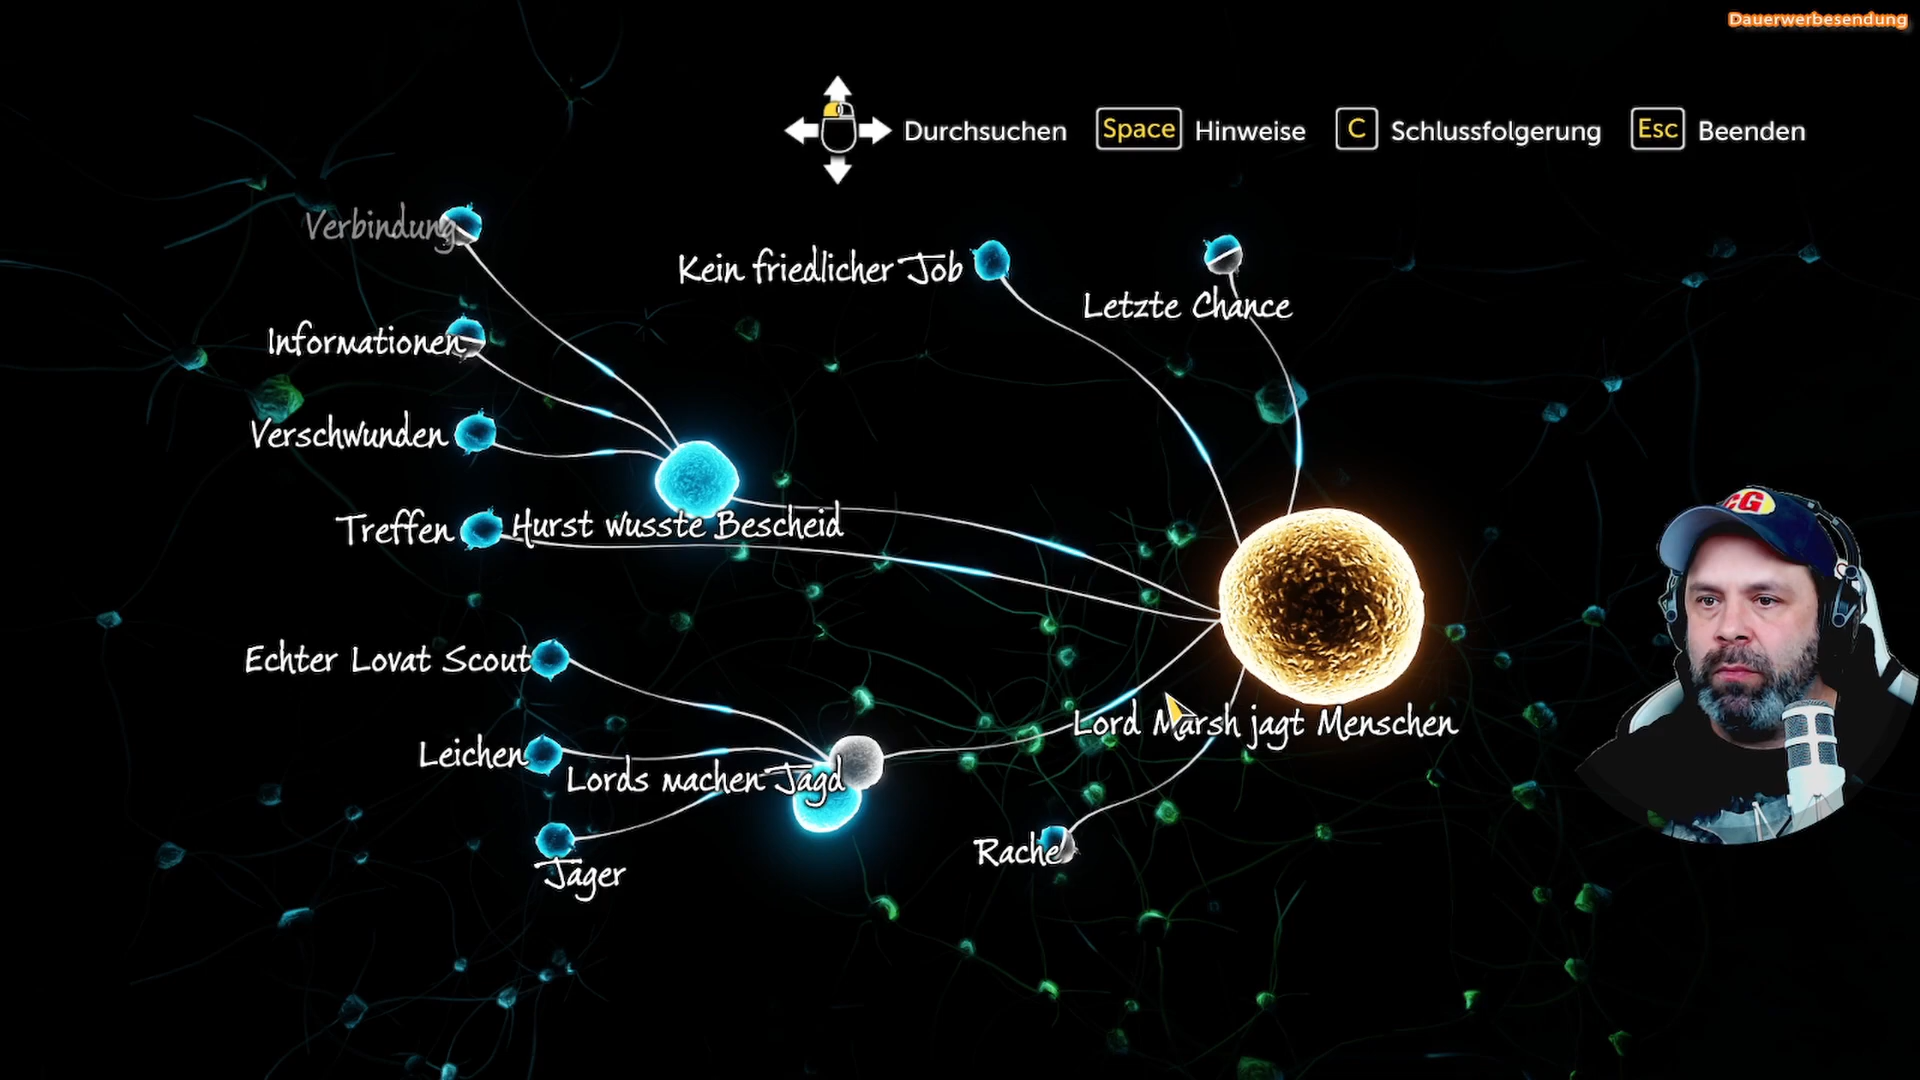 Dauerwerbesendung
Durchsuchen
Space
Hinweise
C
Schlussfolgerung
Esc
Beenden
Verbindung
Kein friedlicher Job
Letzte Chance
Informationen
Verschwunden
Treffen
Hurst wusste Bescheid
Echter Lovat Scout
Lord Marsh jagt Menschen
Leichen
Lords machen Jagd
Rache
Jäger
CG